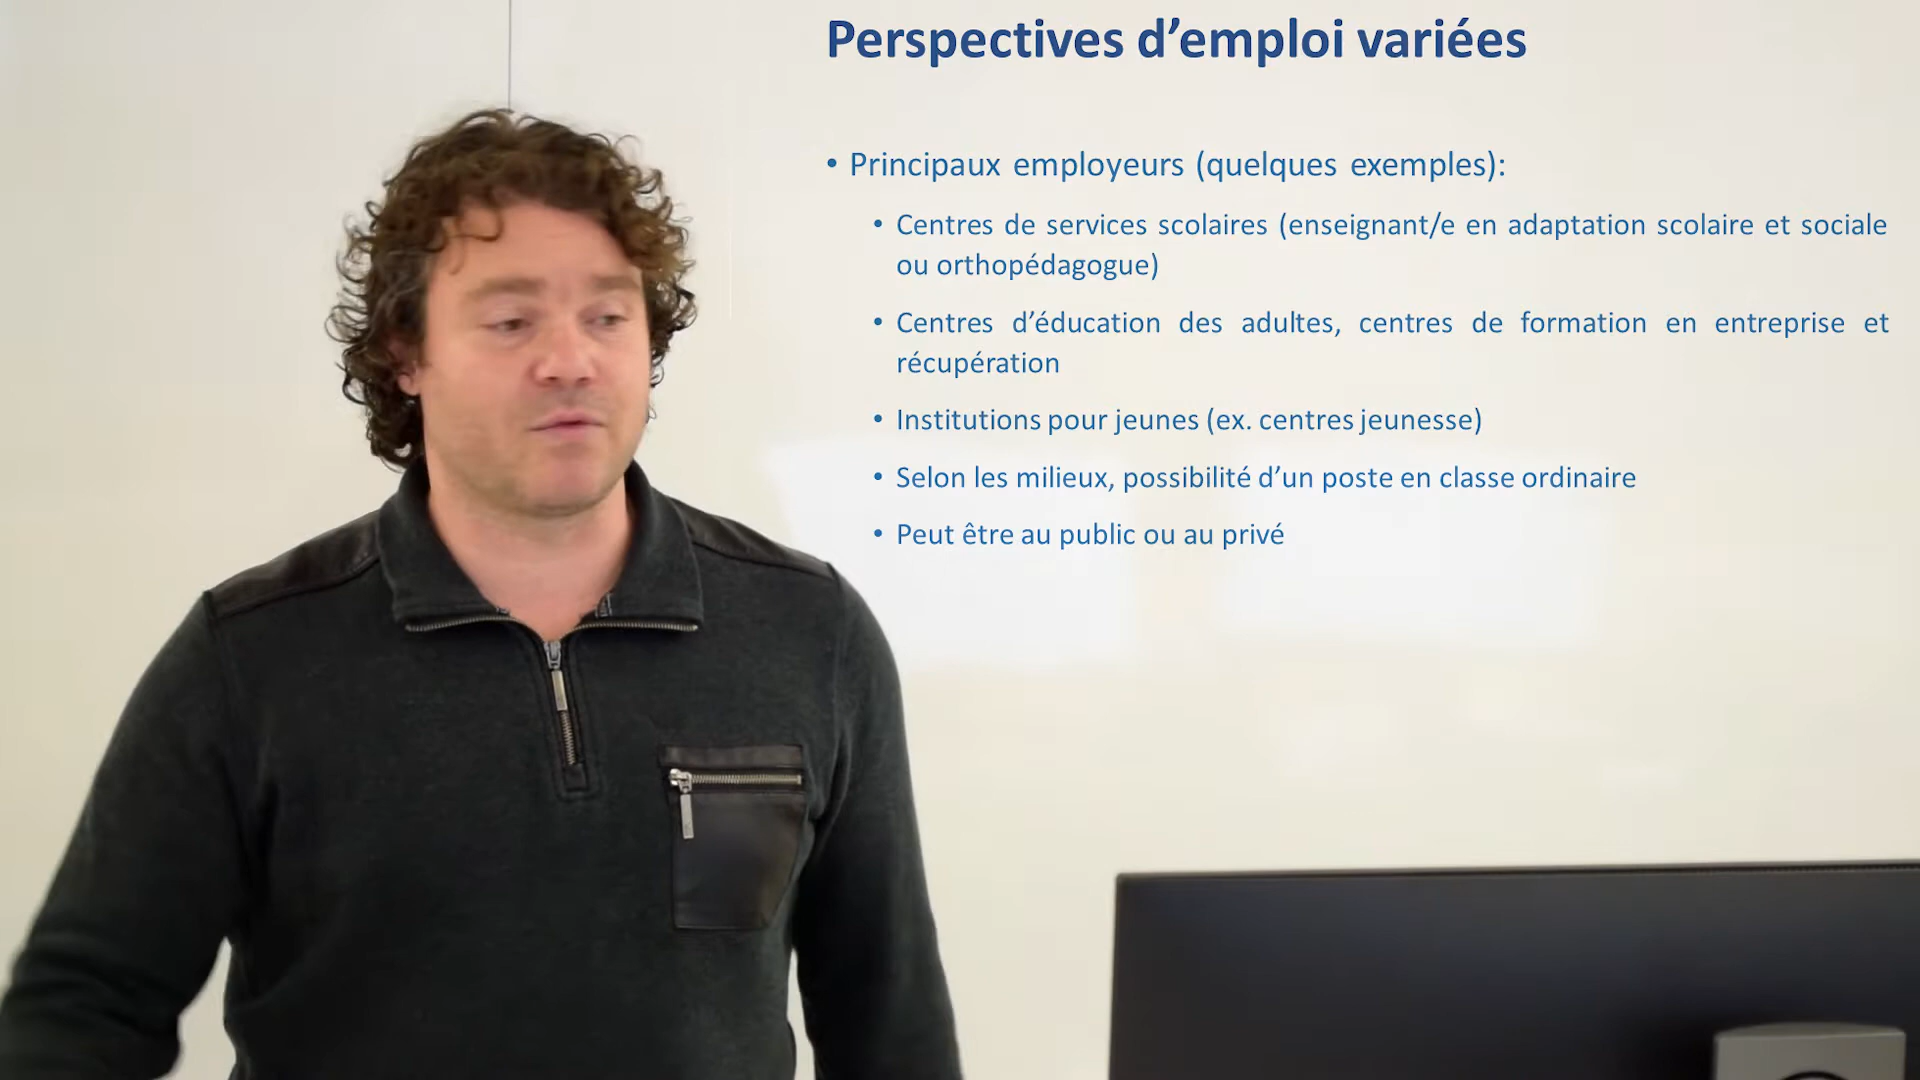 Perspectives d’emploi variées
• Principaux employeurs (quelques exemples):
• Centres de services scolaires (enseignant/e en adaptation scolaire et sociale
ou orthopédagogue)
• Centres d’éducation des adultes, centres de formation en entreprise et
récupération
• Institutions pour jeunes (ex. centres jeunesse)
• Selon les milieux, possibilité d’un poste en classe ordinaire
• Peut être au public ou au privé